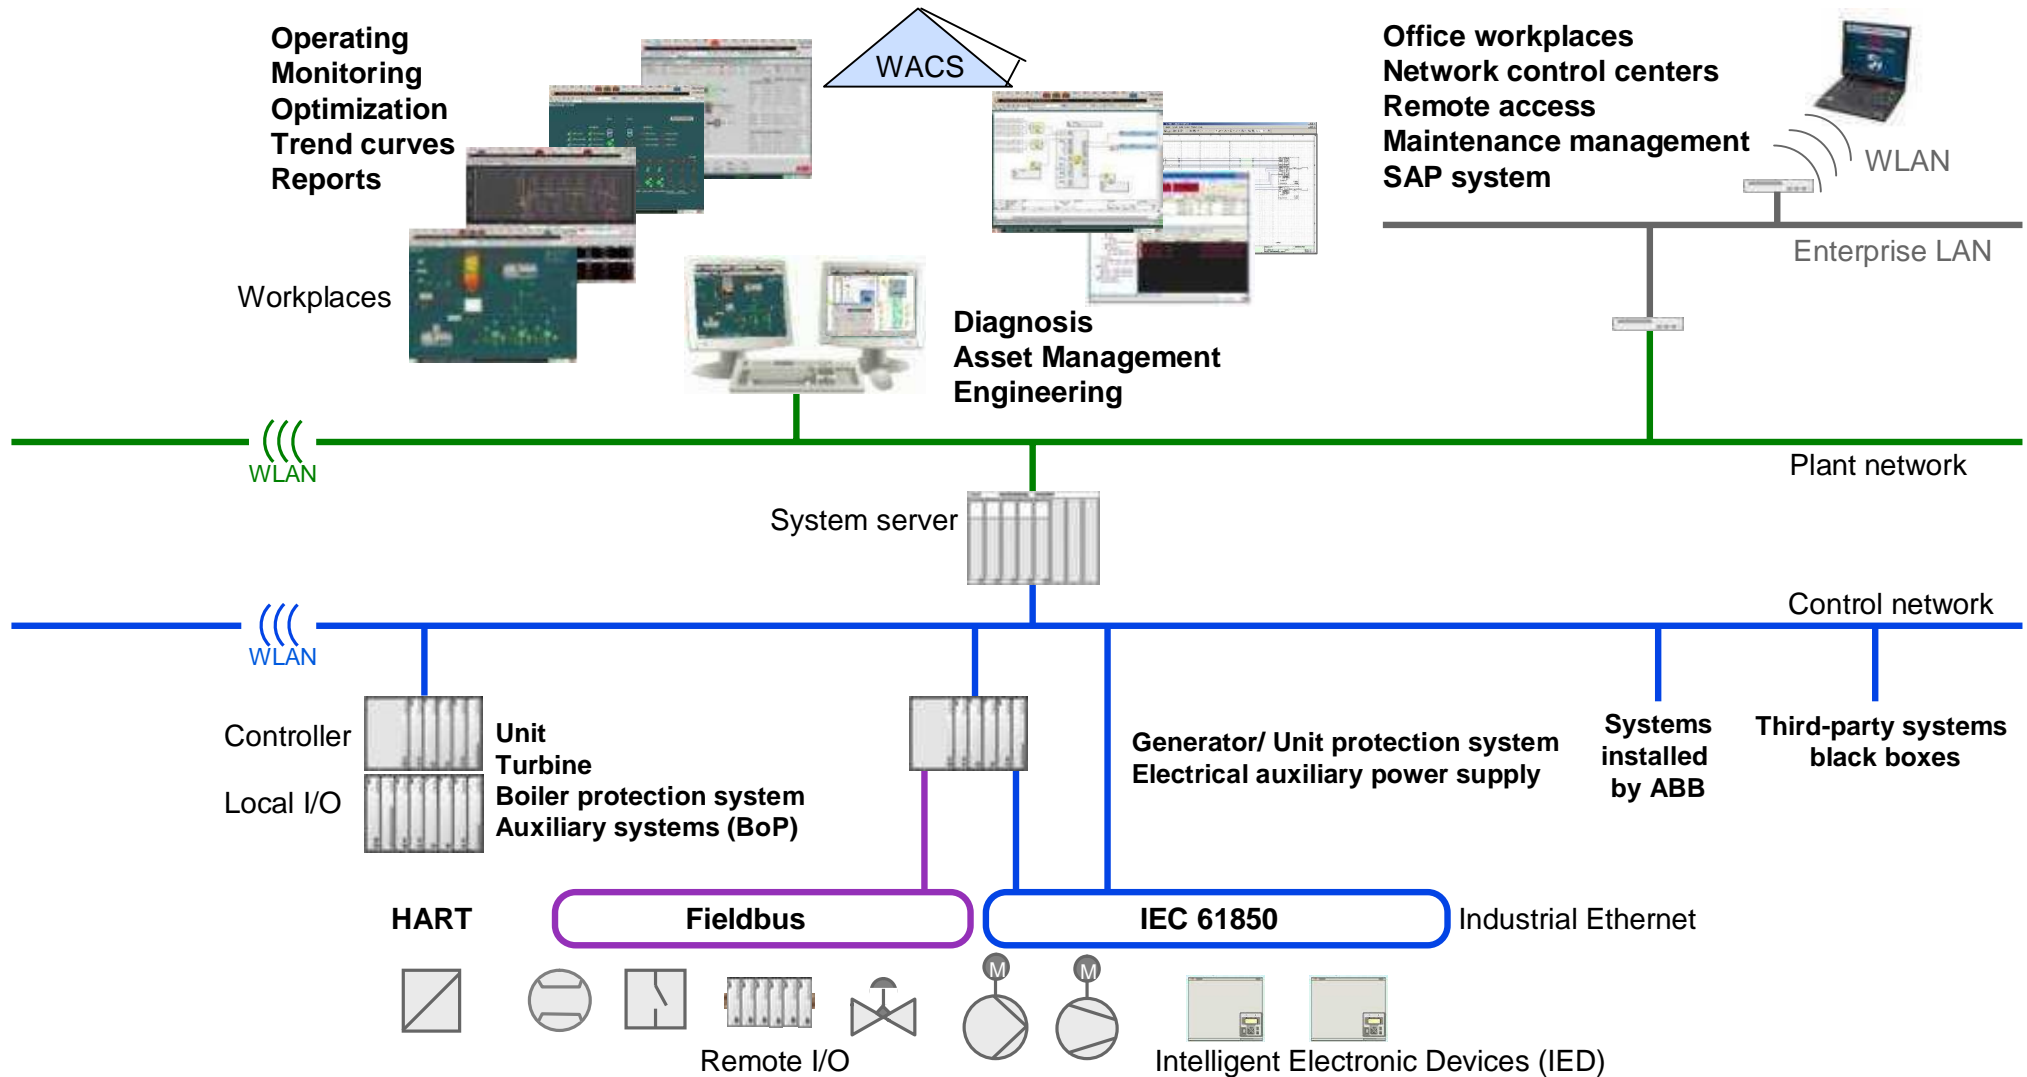 Operating
Monitoring
Optimization
Trend curves
Reports
WACS
Office workplaces
Network control centers
Remote access
Maintenance management
SAP system
WLAN
Enterprise LAN
Workplaces
Diagnosis
Asset Management
Engineering
WLAN
Plant network
System server
Control network
WLAN
Controller
Local I/O
Unit
Turbine
Boiler protection system
Auxiliary systems (BoP)
Generator/ Unit protection system
Electrical auxiliary power supply
Systems
installed
by ABB
Third-party systems
black boxes
HART
Fieldbus
IEC 61850
Industrial Ethernet
M
M
Remote I/O
Intelligent Electronic Devices (IED)